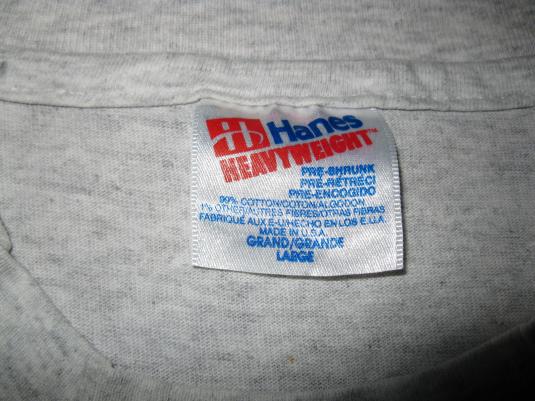 Hanes
HEAVYWEIGHT™
PRE-SHRUNK
PRE-RÉTRÉCI
PRE-ENCOGIDO
99% COTTON/COTON/ALGODON
1% OTHER/AUTRES FIBRES/OTRAS FIBRAS
FABRIQUÉ AUX E-U/HECHO EN LOS E.U.A.
MADE IN U.S.A.
GRAND/GRANDE
LARGE